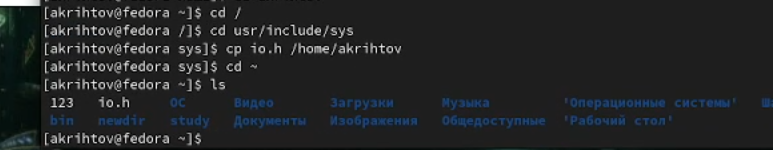 [akrihtov@fedora ~]$ cd /
[akrihtov@fedora /]$ cd usr/include/sys
[akrihtov@fedora sys]$ cp io.h /home/akrihtov
[akrihtov@fedora sys]$ cd ~
[akrihtov@fedora ~]$ ls
123 io.h ОС Видео Загрузки Музыка 'Операционные системы'
bin newdir study Документы Изображения Общедоступные 'Рабочий стол'
[akrihtov@fedora ~]$